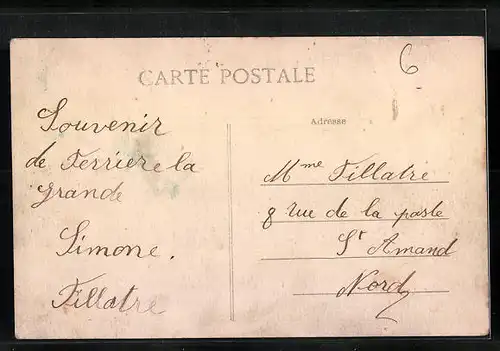 CARTE POSTALE
6
Souvenir
de Ferriere la
grande
Simone.
Fillatre
Adresse
Mme Fillatre
8 rue de la poste
St Amand
Nord